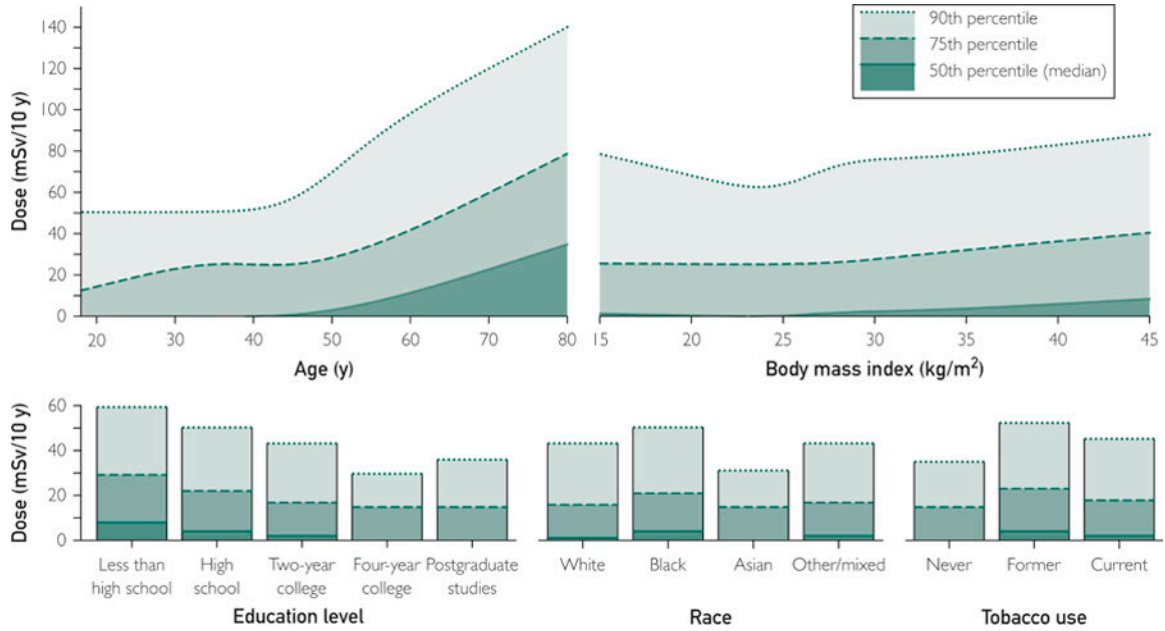 140
120
100
80
60
40
20
0
Dose (mSv/10 y)
20 30 40 50 60 70 80
Age (y)
90th percentile
75th percentile
50th percentile (median)
15 20 25 30 35 40 45
Body mass index (kg/m²)
60
40
20
0
Dose (mSv/10 y)
Less than
high school
High
school
Two-year
college
Four-year
college
Postgraduate
studies
Education level
White
Black
Asian
Other/mixed
Race
Never
Former
Current
Tobacco use